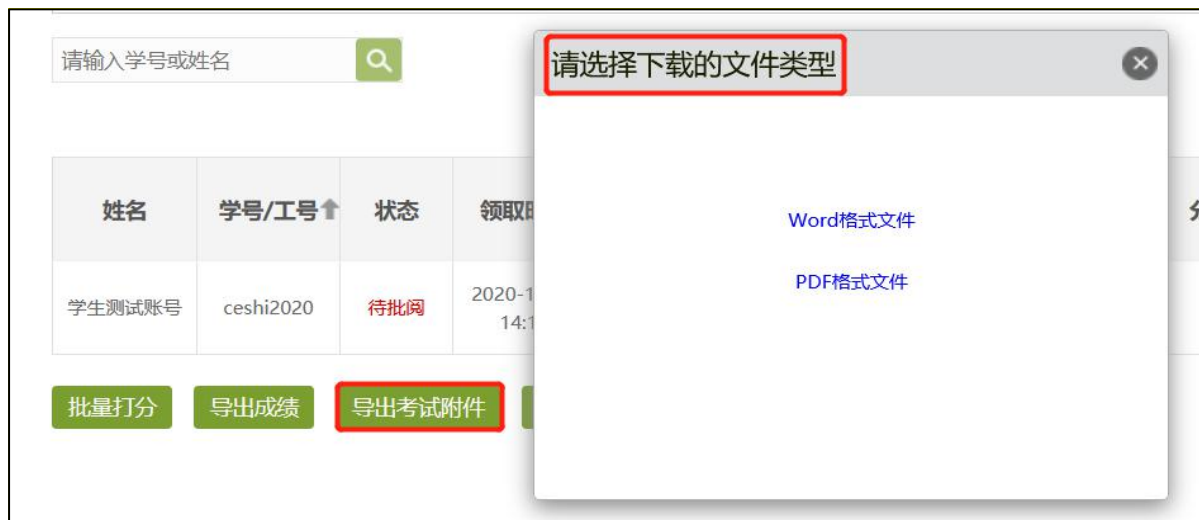 请输入学号或姓名
请选择下载的文件类型
姓名 学号/工号 状态 领取
Word格式文件
PDF格式文件
学生测试账号 ceshi2020 待批阅 2020-1
14:1
批量打分 导出成绩 导出考试附件